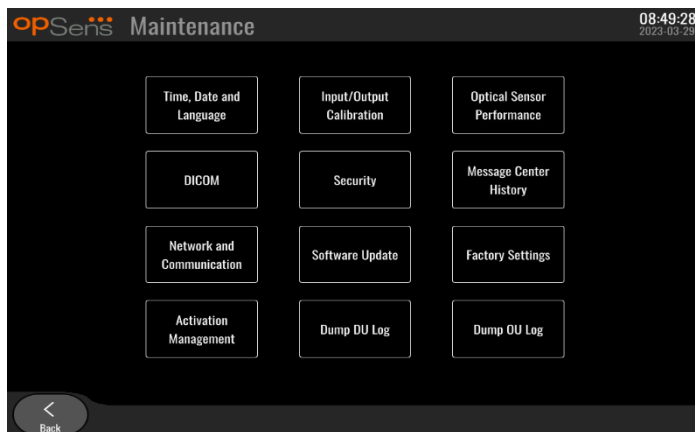 opSens Maintenance
08:49:28
2023-03-29
Time, Date and
Language
Input/Output
Calibration
Optical Sensor
Performance
DICOM
Security
Message Center
History
Network and
Communication
Software Update
Factory Settings
Activation
Management
Dump DU Log
Dump OU Log
Back